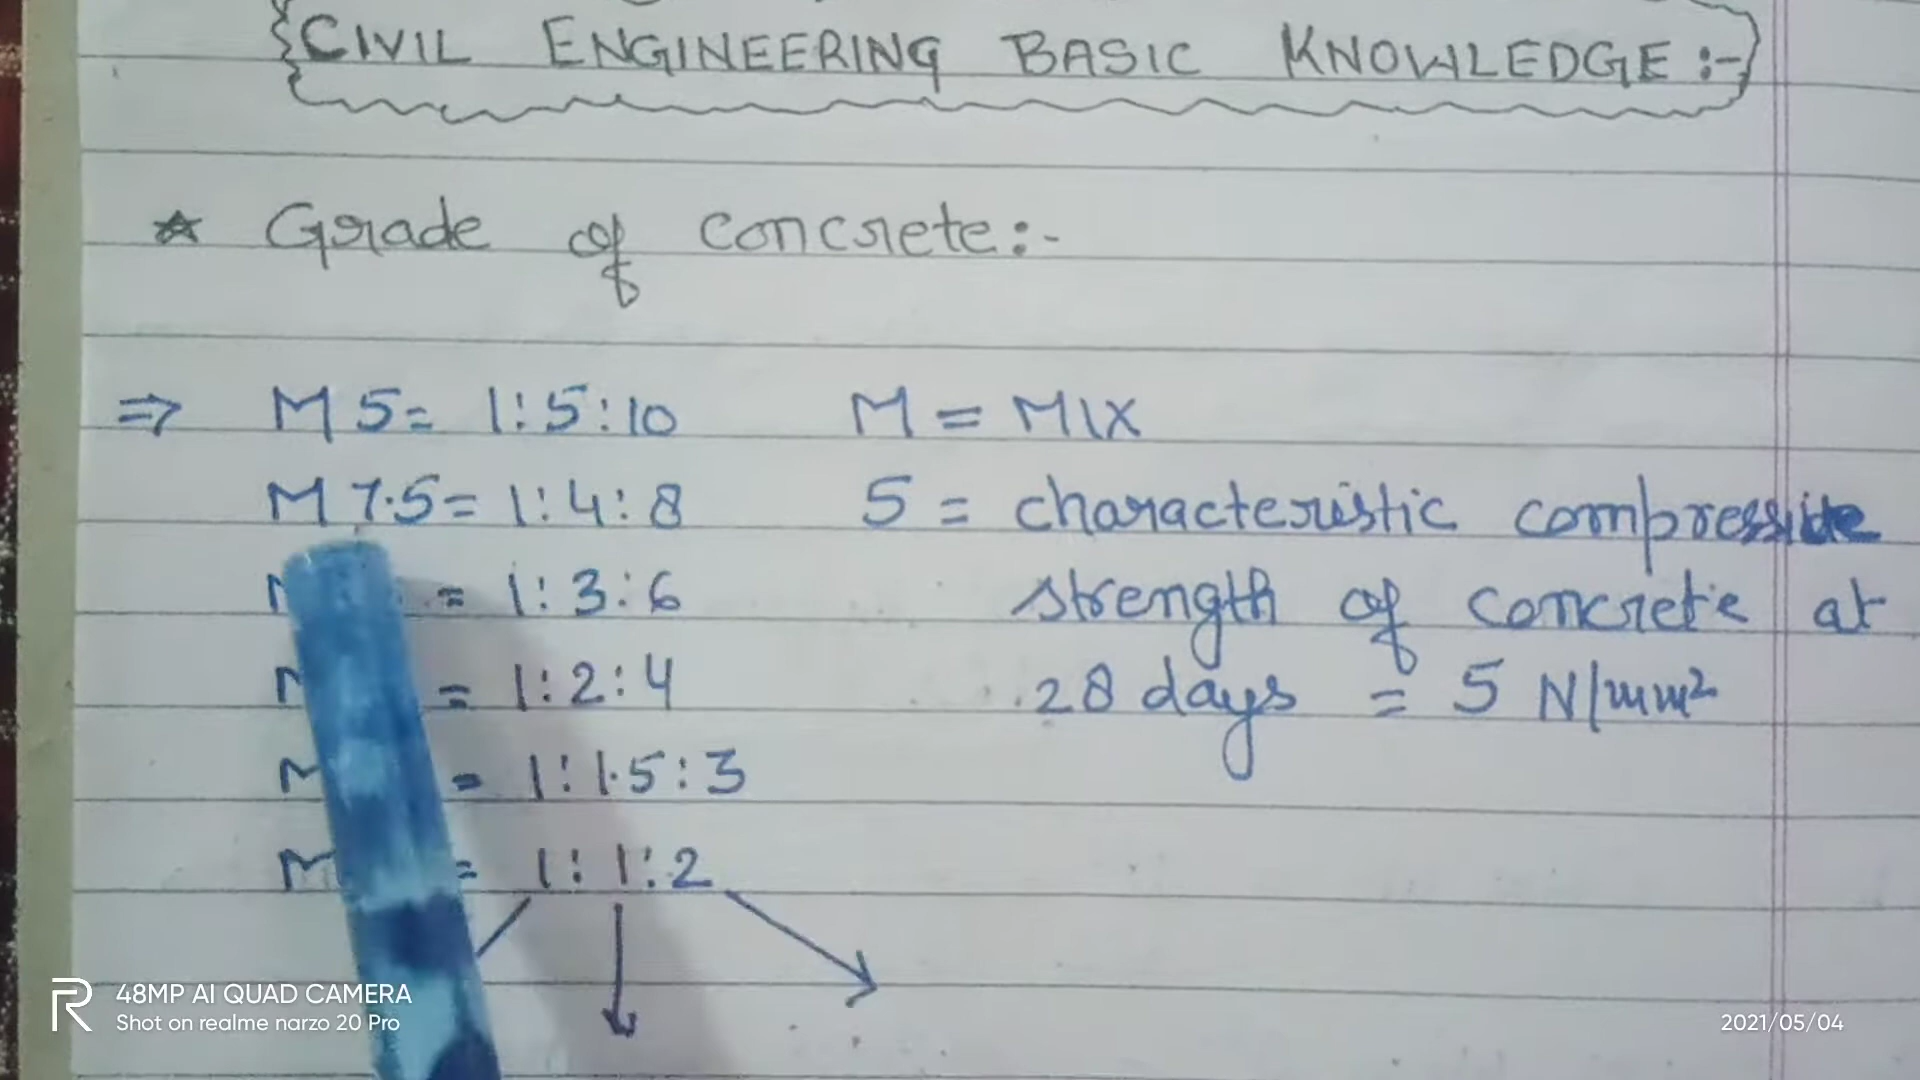 CIVIL ENGINEERING BASIC KNOWLEDGE :-
☆ Grade of concrete:-
⇒ M 5 = 1:5:10 M = MIX
M 7.5 = 1:4:8 5 = characteristic compressive
= 1:3:6 strength of concrete at
= 1:2:4 28 days = 5 N/mm²
M = 1:1.5:3
M = 1:1:2
48MP AI QUAD CAMERA
Shot on realme narzo 20 Pro
2021/05/04